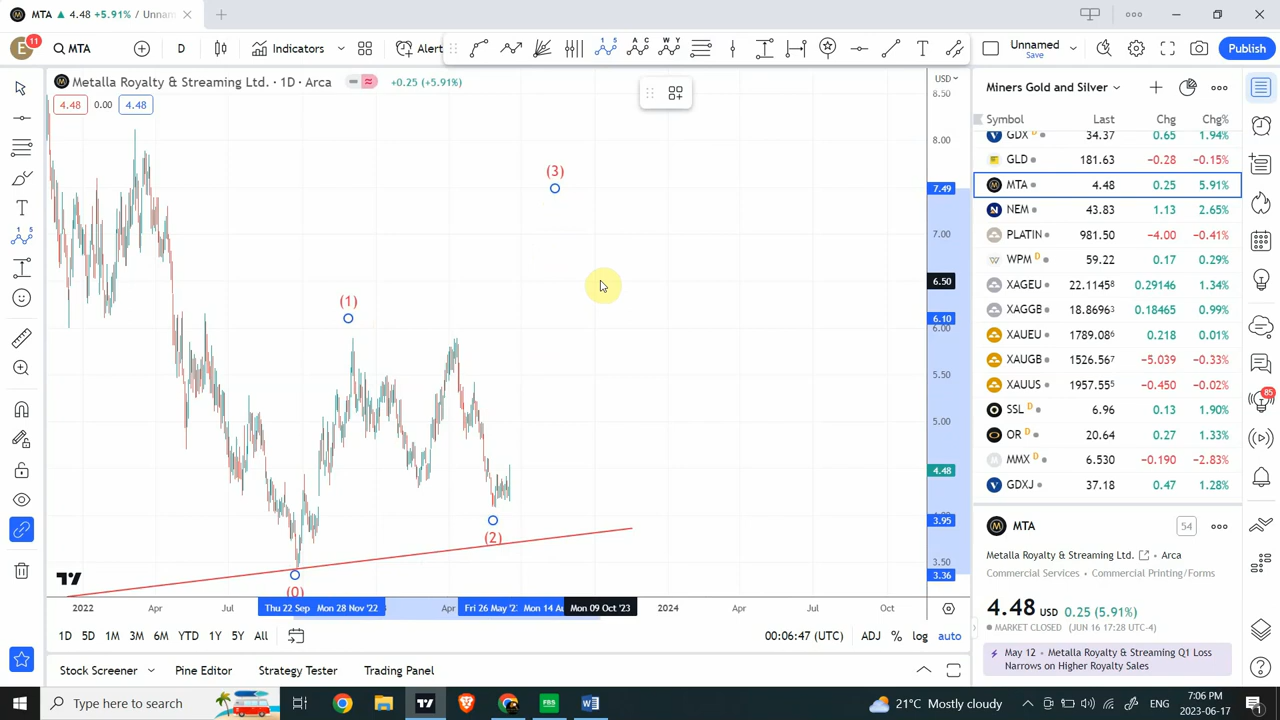 MTA ▲ 4.48 +5.91% / Unnam
E 11 MTA D Indicators Alert Unnamed Save Publish
Metalla Royalty & Streaming Ltd. · 1D · Arca +0.25 (+5.91%)
4.48 0.00 4.48
USD
8.50
8.00
7.49
7.00
6.50
6.10
6.00
5.50
5.00
4.48
3.95
3.50
3.36
(3)
(1)
(2)
(0)
2022 Apr Jul Thu 22 Sep Mon 28 Nov '22 Apr Fri 26 May '2 Mon 14 Au Mon 09 Oct '23 2024 Apr Jul Oct
1D 5D 1M 3M 6M YTD 1Y 5Y All 00:06:47 (UTC) ADJ % log auto
Stock Screener Pine Editor Strategy Tester Trading Panel
Miners Gold and Silver
Symbol Last Chg Chg%
GDX 34.37 0.65 1.94%
GLD 181.63 −0.28 −0.15%
MTA 4.48 0.25 5.91%
NEM 43.83 1.13 2.65%
PLATIN 981.50 −4.00 −0.41%
WPM D 59.22 0.17 0.29%
XAGEU 22.11458 0.29146 1.34%
XAGGB 18.86963 0.18465 0.99%
XAUEU 1789.086 0.218 0.01%
XAUGB 1526.567 −5.039 −0.33%
XAUUS 1957.555 −0.450 −0.02%
SSL D 6.96 0.13 1.90%
OR D 20.64 0.27 1.33%
MMX D 6.530 −0.190 −2.83%
GDXJ 37.18 0.47 1.28%
85
MTA 54
Metalla Royalty & Streaming Ltd. Arca
Commercial Services • Commercial Printing/Forms
4.48 USD 0.25 (5.91%)
MARKET CLOSED (JUN 16 17:28 UTC-4)
May 12 • Metalla Royalty & Streaming Q1 Loss
Narrows on Higher Royalty Sales
Type here to search
21°C Mostly cloudy
ENG
7:06 PM
2023-06-17